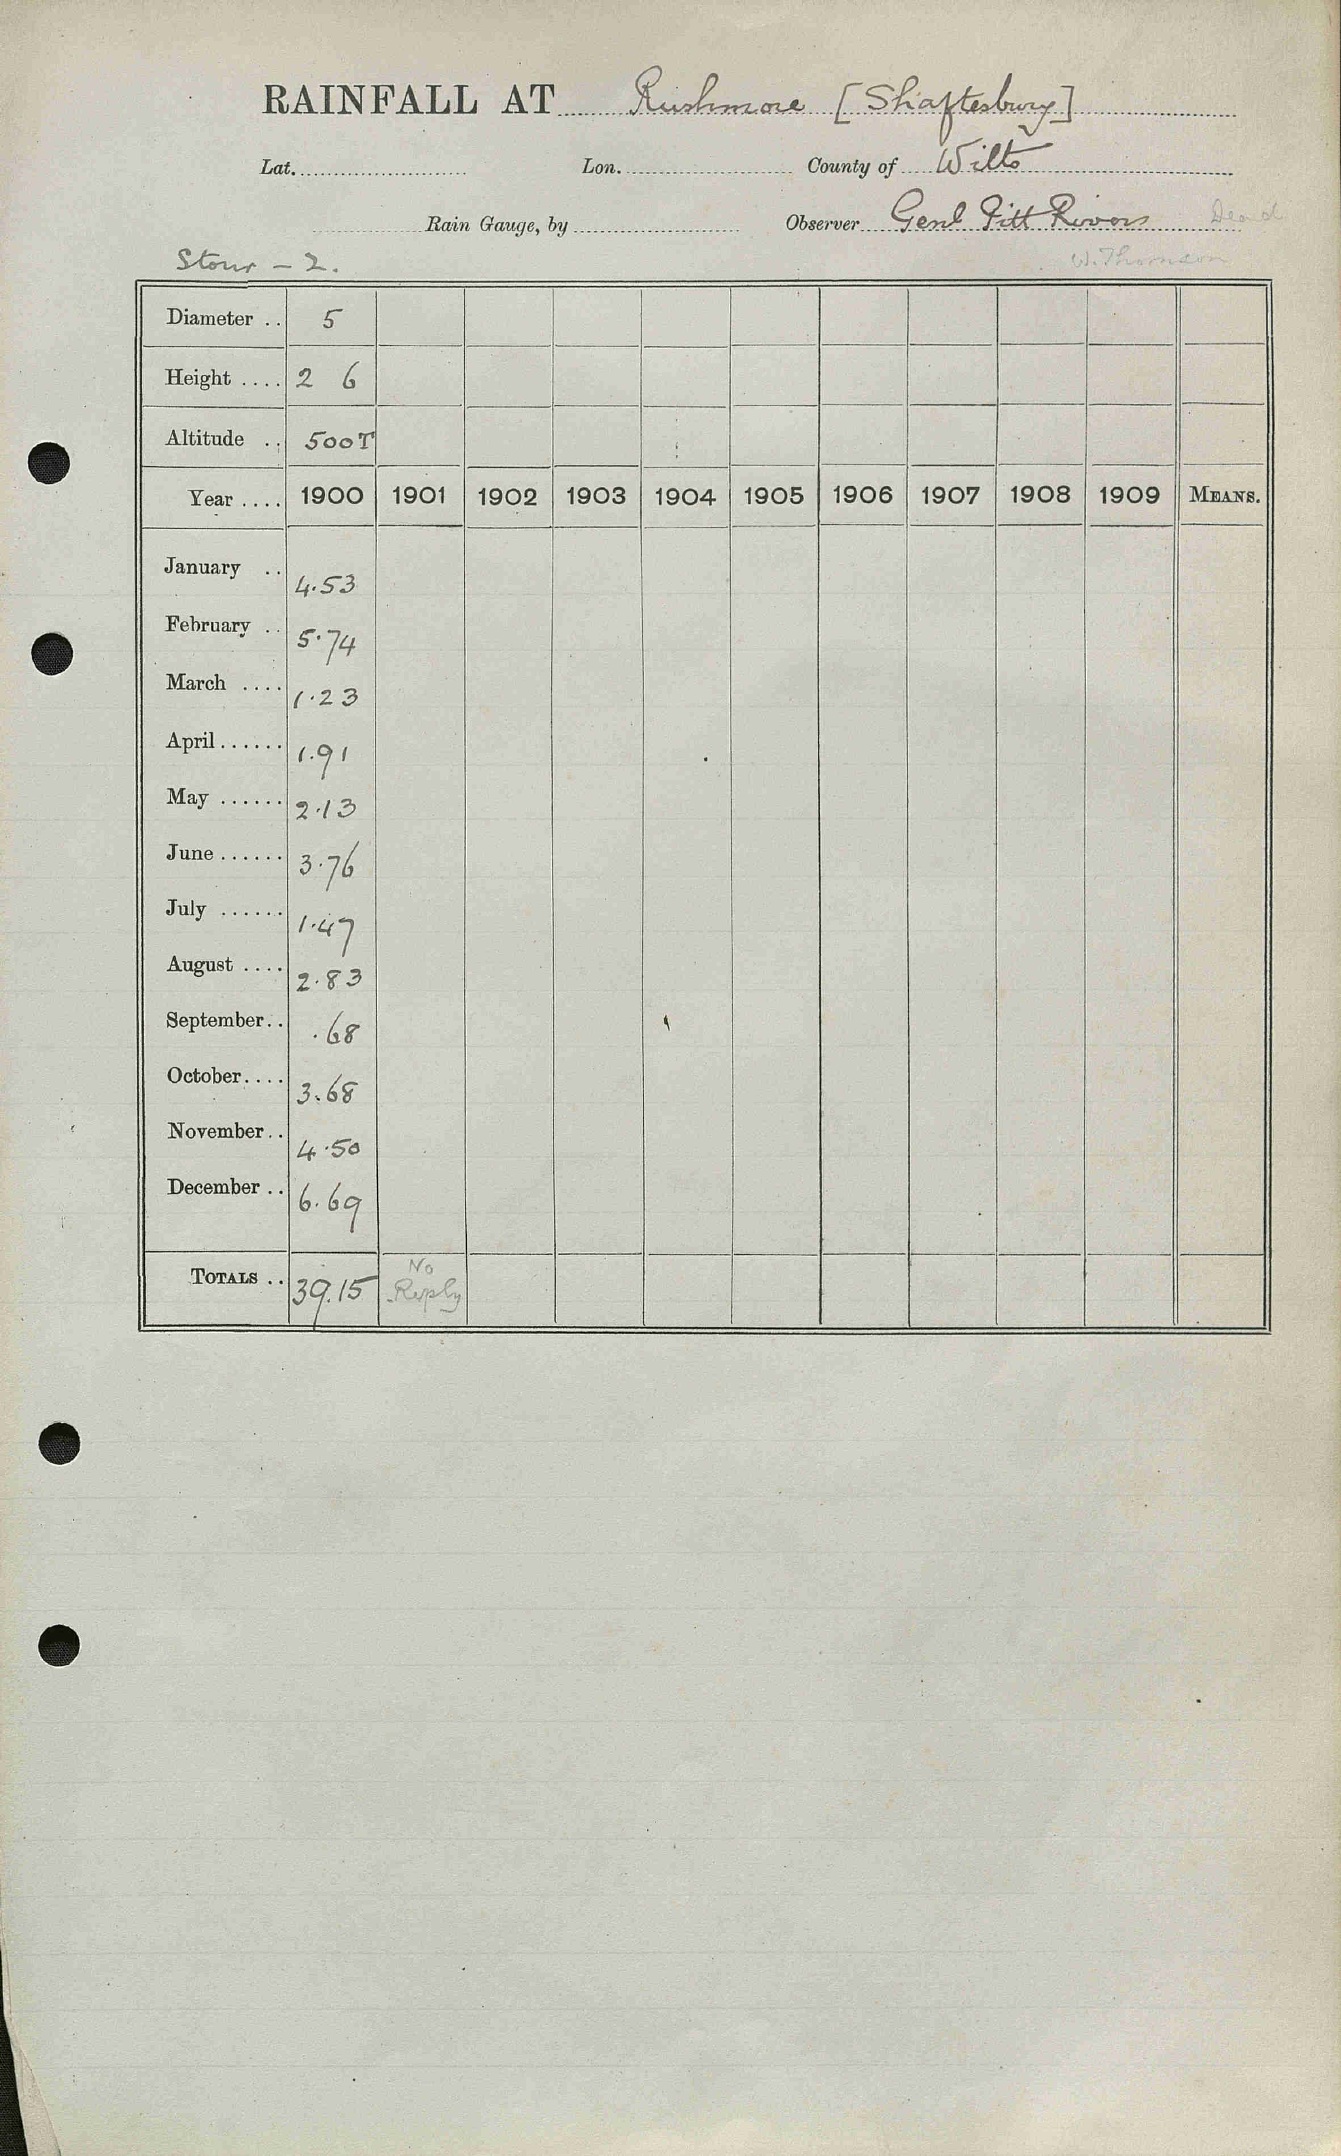 RAINFALL AT Rushmore [Shaftesbury]
Lat. Lon. County of Wilts
Rain Gauge, by Observer Genl Pitt Rivers Dead
Stour - 2. W. Thomson
Diameter .. 5
Height .... 2 6
Altitude .. 500T
Year .... 1900 1901 1902 1903 1904 1905 1906 1907 1908 1909 MEANS.
January .. 4.53
February .. 5.74
March .... 1.23
April ...... 1.91
May ...... 2.13
June ...... 3.76
July ...... 1.47
August .... 2.83
September .. .68
October .... 3.68
November .. 4.50
December .. 6.69
TOTALS .. 39.15 No
Reply